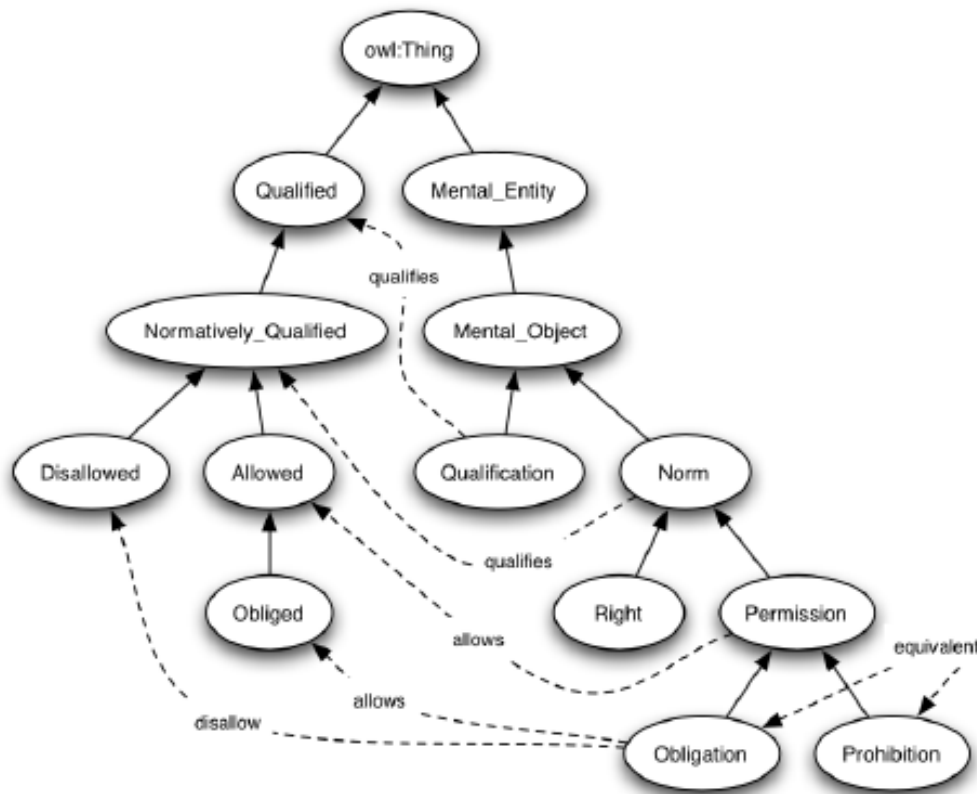 owl:Thing
Qualified
Mental_Entity
qualifies
Normatively_Qualified
Mental_Object
Disallowed
Allowed
Qualification
Norm
qualifies
Obliged
Right
Permission
allows
equivalent
allows
disallow
Obligation
Prohibition